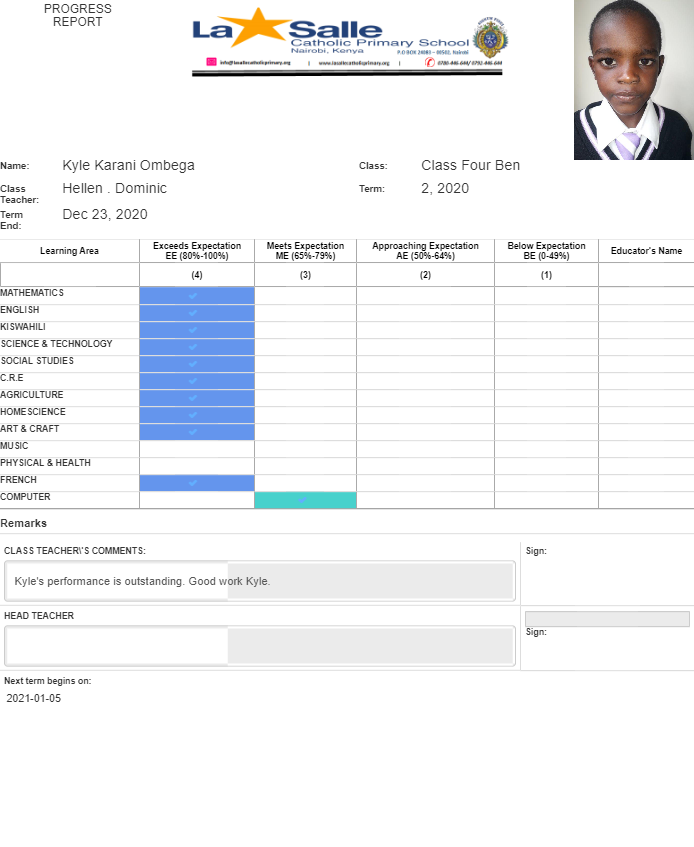 PROGRESS
REPORT
La Salle
Catholic Primary School
Nairobi, Kenya
P.O BOX 24083 - 00502, Nairobi
info@lasallecatholicprimary.org | www.lasallecatholicprimary.org | 0780-446-644/ 0792-446-644
Name: Kyle Karani Ombega Class: Class Four Ben
Class Teacher: Hellen . Dominic Term: 2, 2020
Term End: Dec 23, 2020
Learning Area Exceeds Expectation EE (80%-100%) Meets Expectation ME (65%-79%) Approaching Expectation AE (50%-64%) Below Expectation BE (0-49%) Educator's Name
(4) (3) (2) (1)
MATHEMATICS
ENGLISH
KISWAHILI
SCIENCE & TECHNOLOGY
SOCIAL STUDIES
C.R.E
AGRICULTURE
HOMESCIENCE
ART & CRAFT
MUSIC
PHYSICAL & HEALTH
FRENCH
COMPUTER
Remarks
CLASS TEACHER\'S COMMENTS: Sign:
Kyle's performance is outstanding. Good work Kyle.
HEAD TEACHER
Sign:
Next term begins on:
2021-01-05